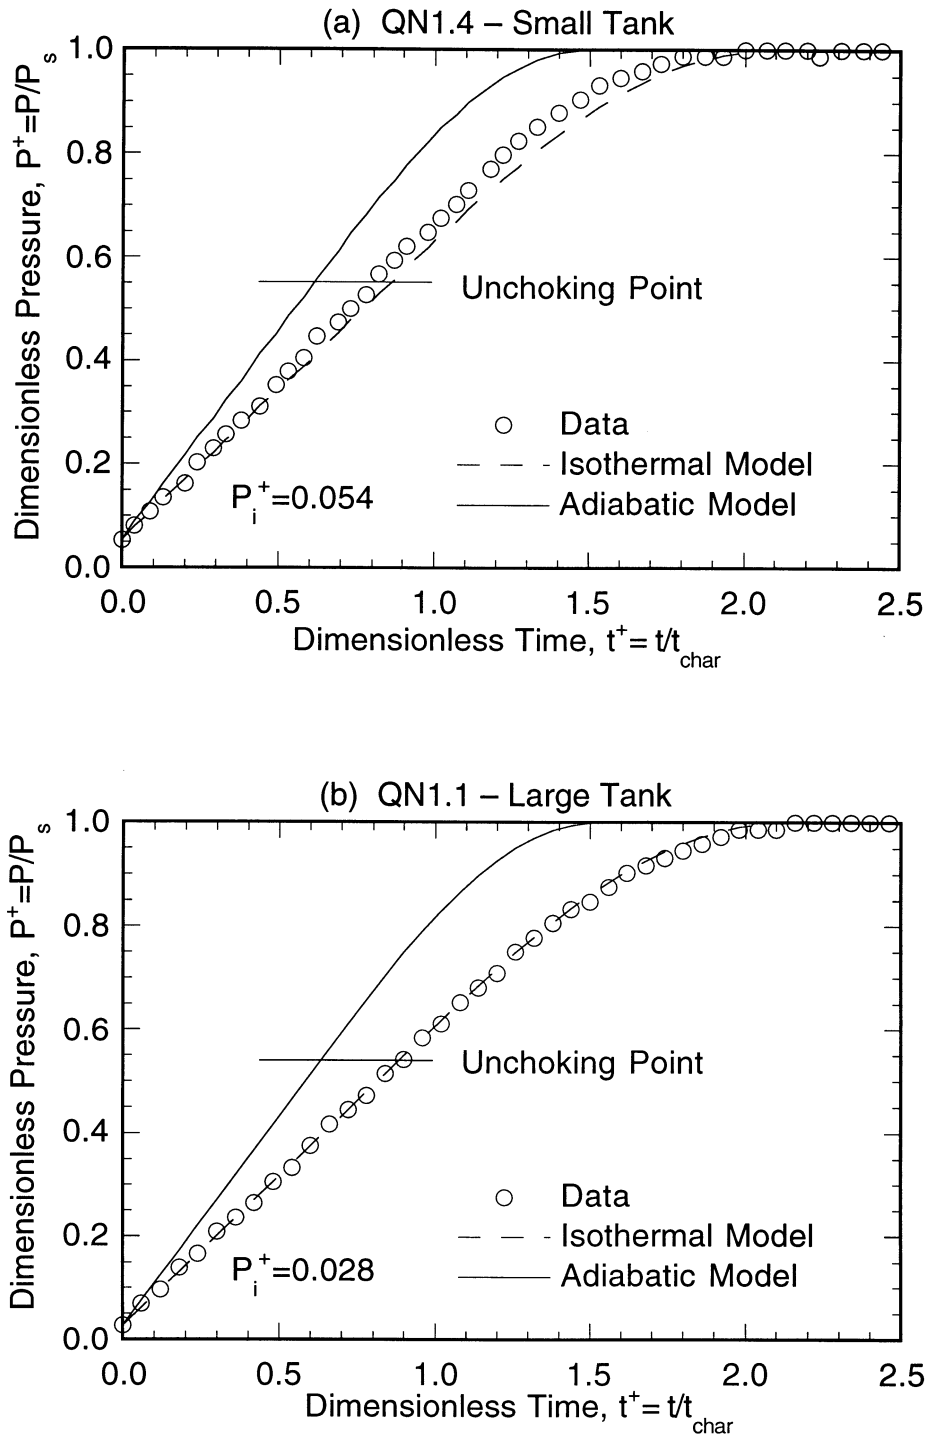 (a) QN1.4 – Small Tank
Dimensionless Pressure, P⁺=P/Pₛ
1.0
0.8
0.6
0.4
0.2
0.0
Unchoking Point
Data
Isothermal Model
Adiabatic Model
Pᵢ⁺=0.054
0.0 0.5 1.0 1.5 2.0 2.5
Dimensionless Time, t⁺= t/t_char
(b) QN1.1 – Large Tank
Dimensionless Pressure, P⁺=P/Pₛ
1.0
0.8
0.6
0.4
0.2
0.0
Unchoking Point
Data
Isothermal Model
Adiabatic Model
Pᵢ⁺=0.028
0.0 0.5 1.0 1.5 2.0 2.5
Dimensionless Time, t⁺= t/t_char